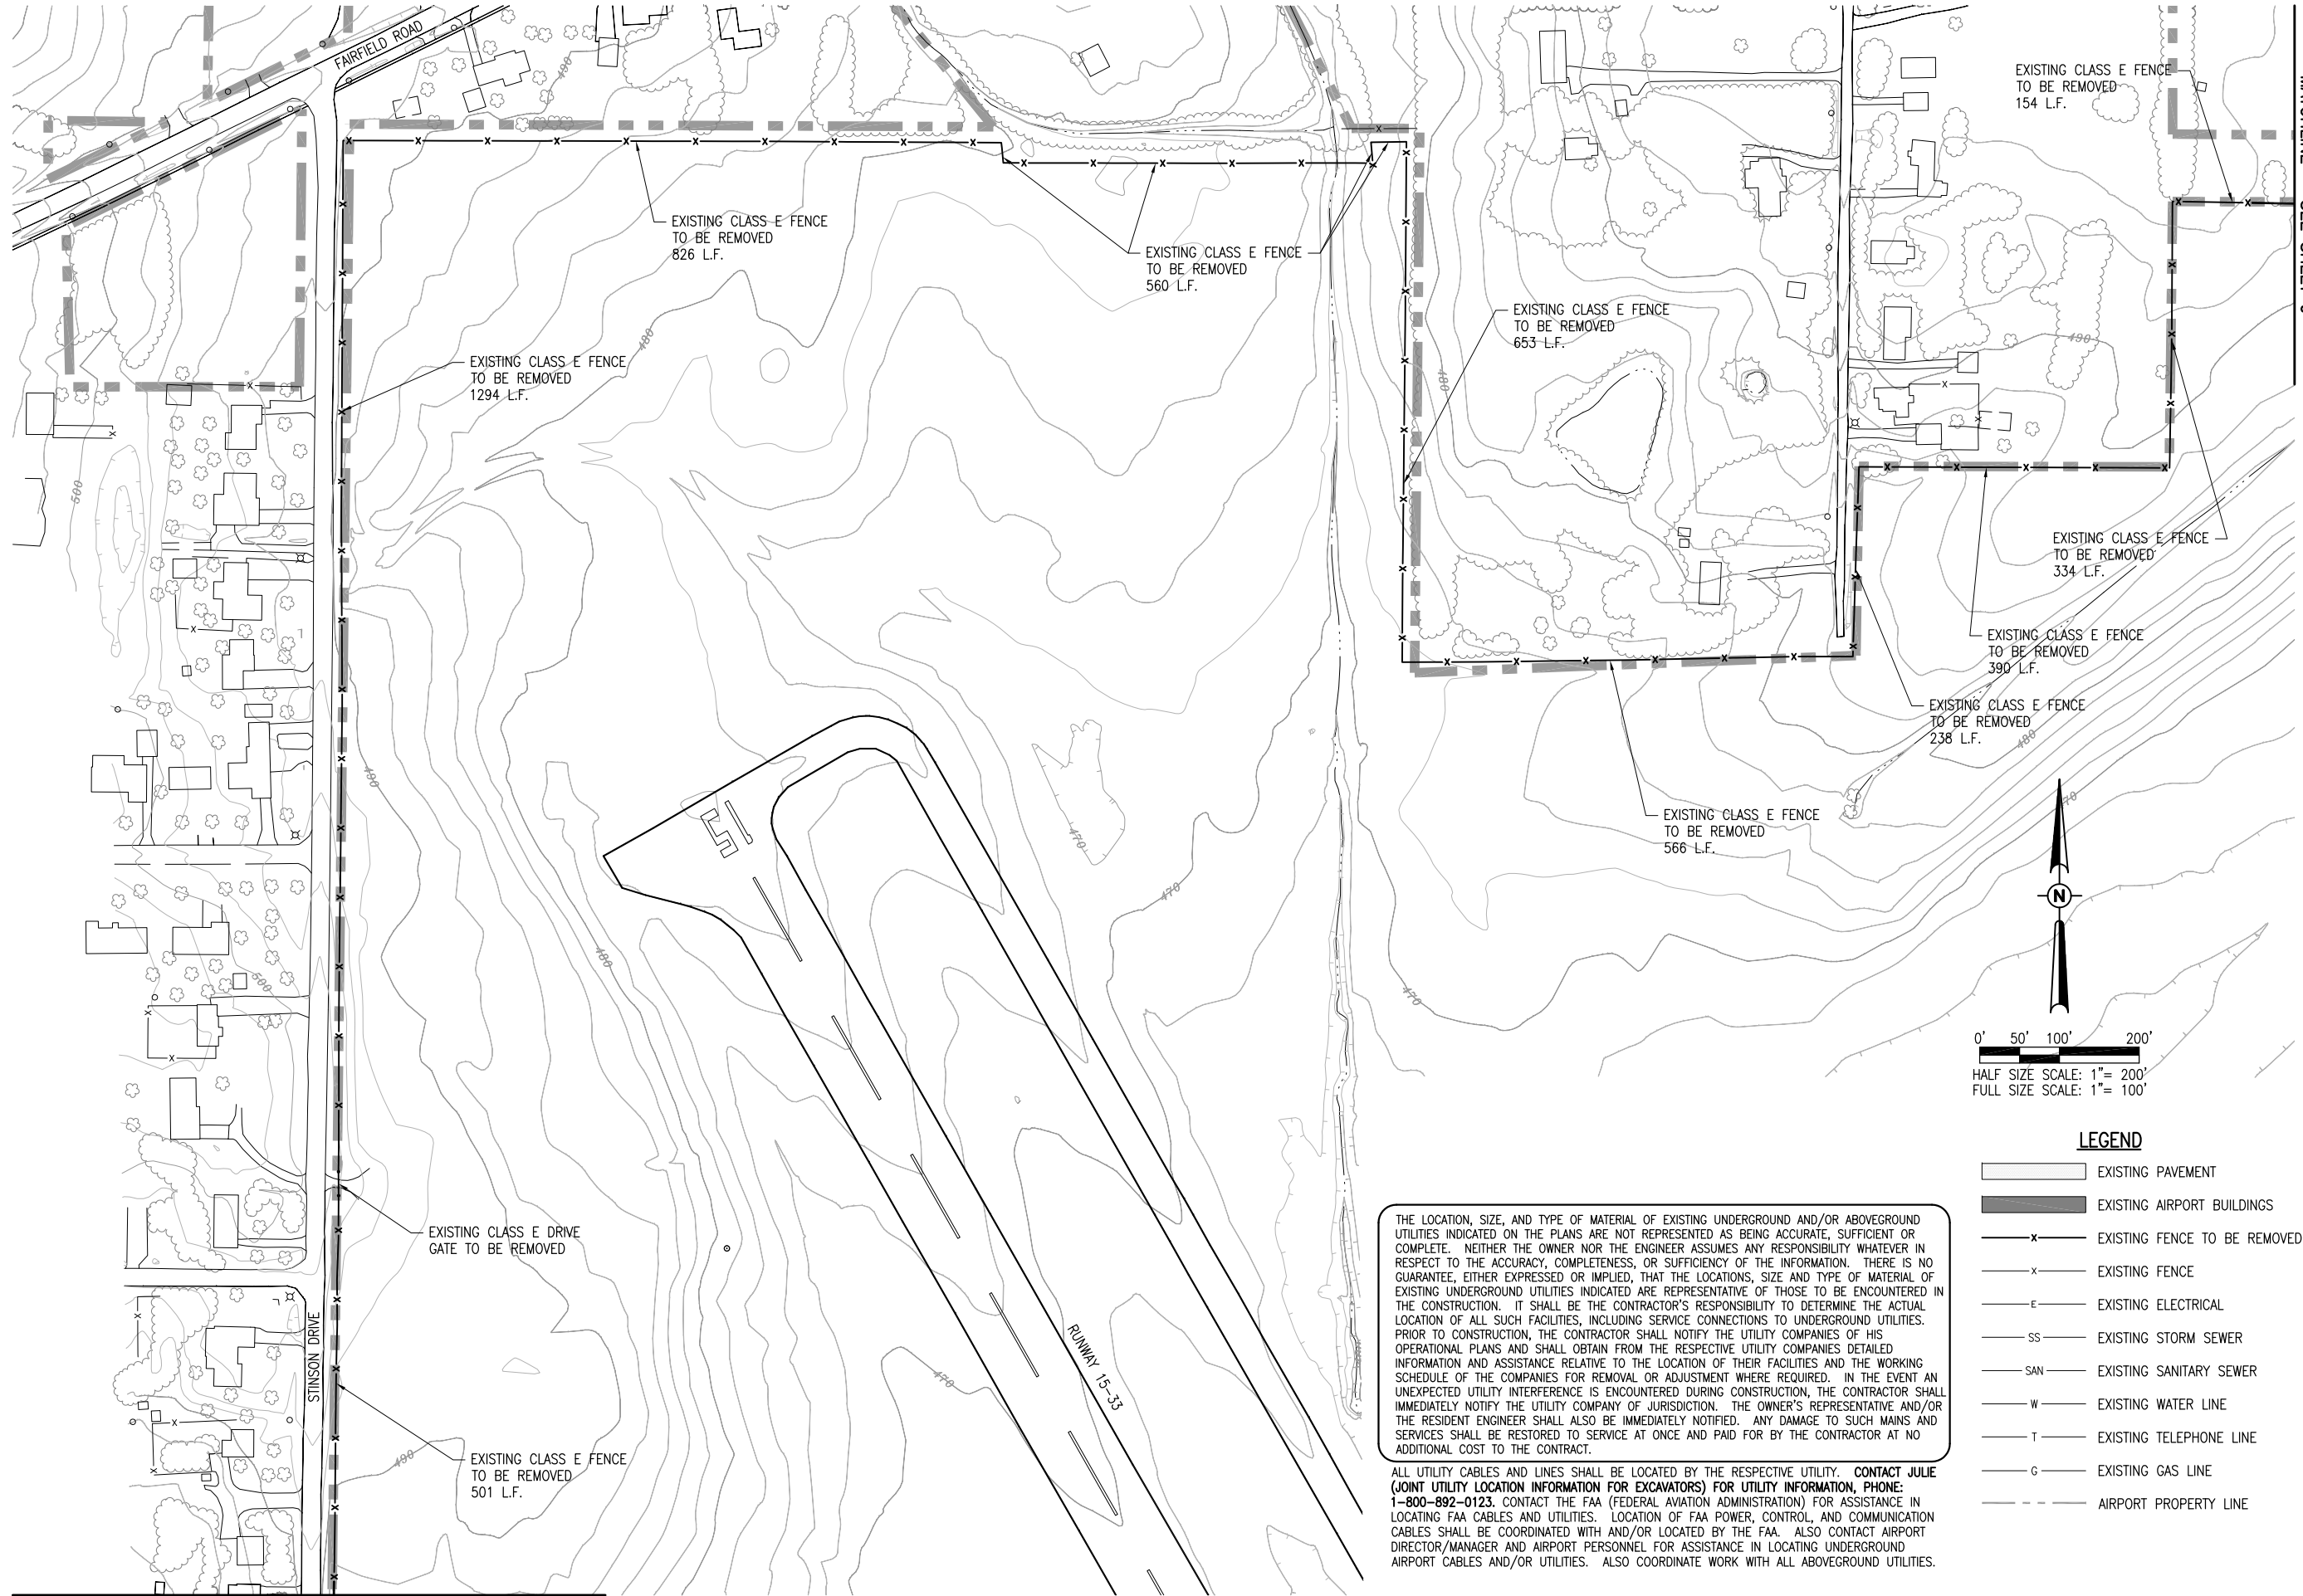 FAIRFIELD ROAD
490
EXISTING CLASS E FENCE
TO BE REMOVED
154 L.F.
EXISTING CLASS E FENCE
TO BE REMOVED
826 L.F.
EXISTING CLASS E FENCE
TO BE REMOVED
560 L.F.
EXISTING CLASS E FENCE
TO BE REMOVED
653 L.F.
480
490
480
EXISTING CLASS E FENCE
TO BE REMOVED
1294 L.F.
500
EXISTING CLASS E FENCE
TO BE REMOVED
334 L.F.
EXISTING CLASS E FENCE
TO BE REMOVED
390 L.F.
EXISTING CLASS E FENCE
TO BE REMOVED
238 L.F.
480
490
EXISTING CLASS E FENCE
TO BE REMOVED
566 L.F.
470
15
470
480
500
470
N
0' 50' 100' 200'
HALF SIZE SCALE: 1"= 200'
FULL SIZE SCALE: 1"= 100'
EXISTING CLASS E DRIVE
GATE TO BE REMOVED
STINSON DRIVE
RUNWAY 15-33
470
490
EXISTING CLASS E FENCE
TO BE REMOVED
501 L.F.
THE LOCATION, SIZE, AND TYPE OF MATERIAL OF EXISTING UNDERGROUND AND/OR ABOVEGROUND
UTILITIES INDICATED ON THE PLANS ARE NOT REPRESENTED AS BEING ACCURATE, SUFFICIENT OR
COMPLETE. NEITHER THE OWNER NOR THE ENGINEER ASSUMES ANY RESPONSIBILITY WHATEVER IN
RESPECT TO THE ACCURACY, COMPLETENESS, OR SUFFICIENCY OF THE INFORMATION. THERE IS NO
GUARANTEE, EITHER EXPRESSED OR IMPLIED, THAT THE LOCATIONS, SIZE AND TYPE OF MATERIAL OF
EXISTING UNDERGROUND UTILITIES INDICATED ARE REPRESENTATIVE OF THOSE TO BE ENCOUNTERED IN
THE CONSTRUCTION. IT SHALL BE THE CONTRACTOR'S RESPONSIBILITY TO DETERMINE THE ACTUAL
LOCATION OF ALL SUCH FACILITIES, INCLUDING SERVICE CONNECTIONS TO UNDERGROUND UTILITIES.
PRIOR TO CONSTRUCTION, THE CONTRACTOR SHALL NOTIFY THE UTILITY COMPANIES OF HIS
OPERATIONAL PLANS AND SHALL OBTAIN FROM THE RESPECTIVE UTILITY COMPANIES DETAILED
INFORMATION AND ASSISTANCE RELATIVE TO THE LOCATION OF THEIR FACILITIES AND THE WORKING
SCHEDULE OF THE COMPANIES FOR REMOVAL OR ADJUSTMENT WHERE REQUIRED. IN THE EVENT AN
UNEXPECTED UTILITY INTERFERENCE IS ENCOUNTERED DURING CONSTRUCTION, THE CONTRACTOR SHALL
IMMEDIATELY NOTIFY THE UTILITY COMPANY OF JURISDICTION. THE OWNER'S REPRESENTATIVE AND/OR
THE RESIDENT ENGINEER SHALL ALSO BE IMMEDIATELY NOTIFIED. ANY DAMAGE TO SUCH MAINS AND
SERVICES SHALL BE RESTORED TO SERVICE AT ONCE AND PAID FOR BY THE CONTRACTOR AT NO
ADDITIONAL COST TO THE CONTRACT.
ALL UTILITY CABLES AND LINES SHALL BE LOCATED BY THE RESPECTIVE UTILITY. CONTACT JULIE
(JOINT UTILITY LOCATION INFORMATION FOR EXCAVATORS) FOR UTILITY INFORMATION, PHONE:
1-800-892-0123. CONTACT THE FAA (FEDERAL AVIATION ADMINISTRATION) FOR ASSISTANCE IN
LOCATING FAA CABLES AND UTILITIES. LOCATION OF FAA POWER, CONTROL, AND COMMUNICATION
CABLES SHALL BE COORDINATED WITH AND/OR LOCATED BY THE FAA. ALSO CONTACT AIRPORT
DIRECTOR/MANAGER AND AIRPORT PERSONNEL FOR ASSISTANCE IN LOCATING UNDERGROUND
AIRPORT CABLES AND/OR UTILITIES. ALSO COORDINATE WORK WITH ALL ABOVEGROUND UTILITIES.
LEGEND
EXISTING PAVEMENT
EXISTING AIRPORT BUILDINGS
x EXISTING FENCE TO BE REMOVED
x EXISTING FENCE
E EXISTING ELECTRICAL
SS EXISTING STORM SEWER
SAN EXISTING SANITARY SEWER
W EXISTING WATER LINE
T EXISTING TELEPHONE LINE
G EXISTING GAS LINE
AIRPORT PROPERTY LINE